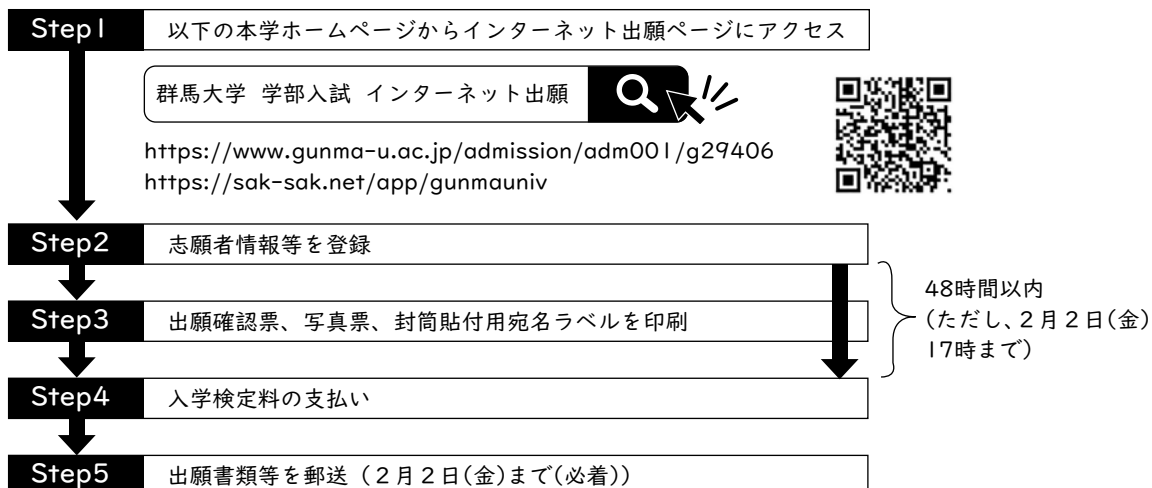 Step1 以下の本学ホームページからインターネット出願ページにアクセス
群馬大学 学部入試 インターネット出願
https://www.gunma-u.ac.jp/admission/adm001/g29406
https://sak-sak.net/app/gunmauniv
Step2 志願者情報等を登録
Step3 出願確認票、写真票、封筒貼付用宛名ラベルを印刷
48時間以内
(ただし、2月2日(金)
17時まで)
Step4 入学検定料の支払い
Step5 出願書類等を郵送（2月2日(金)まで(必着)）